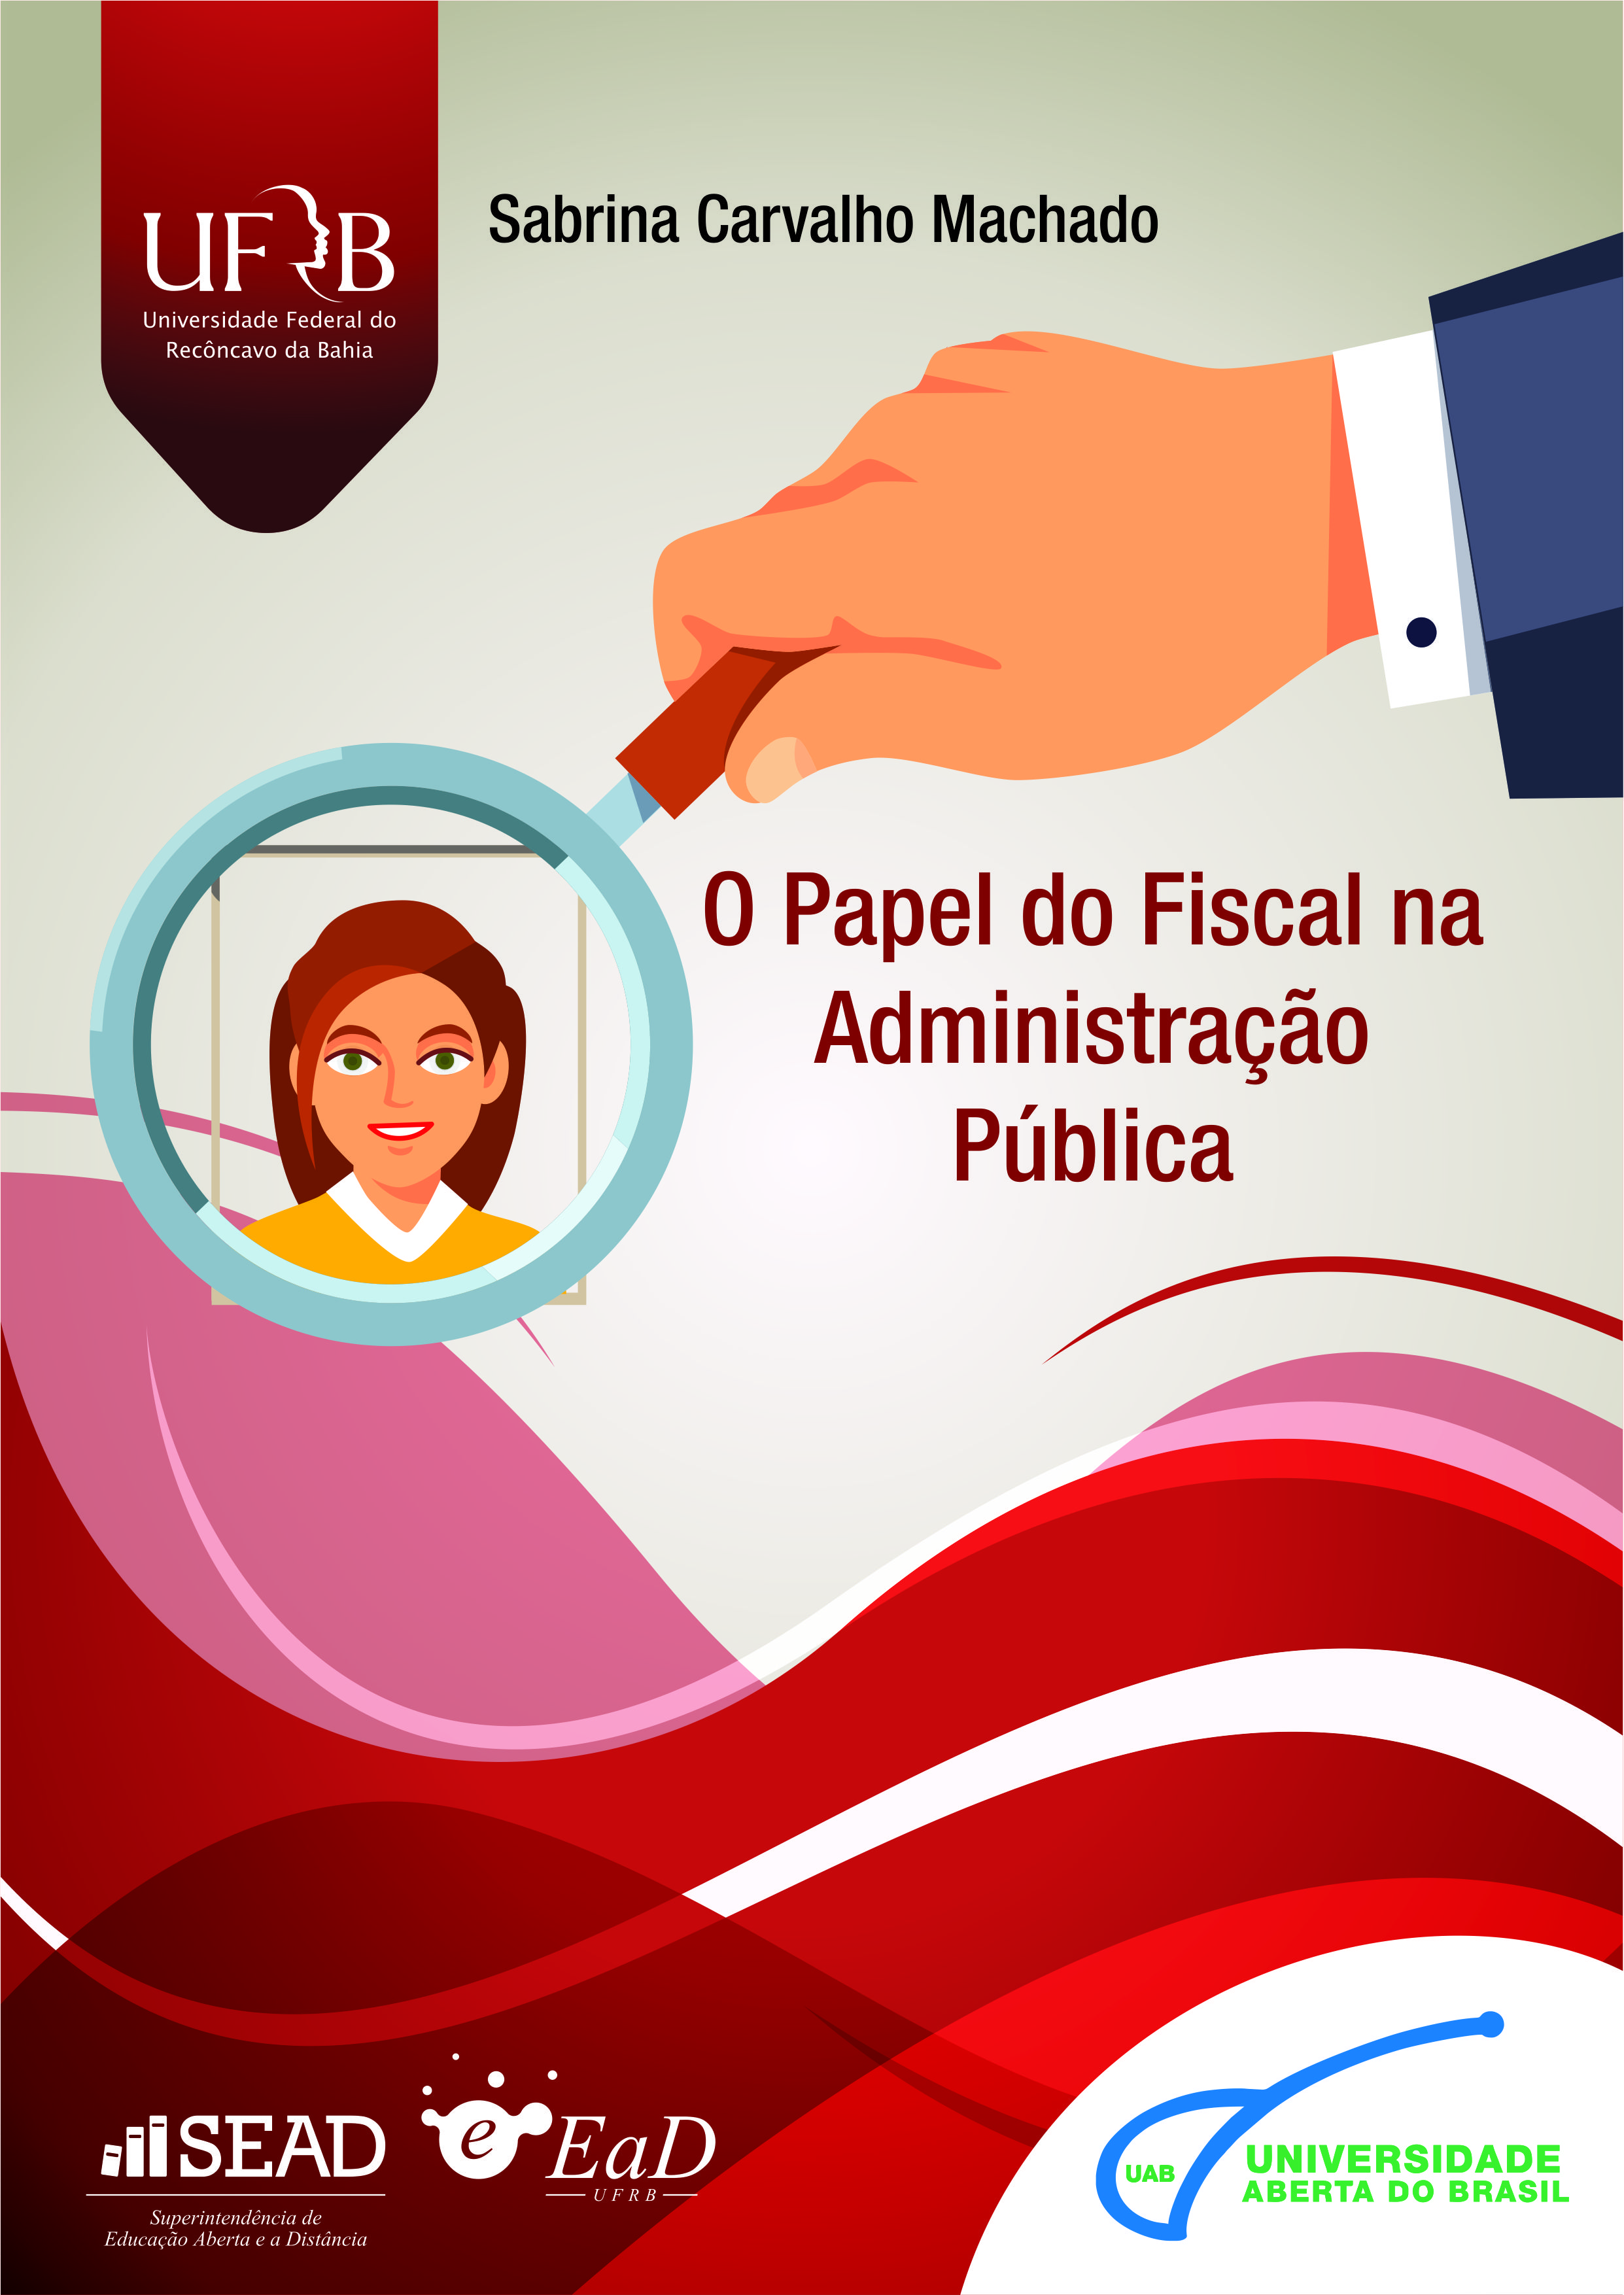 UFRB
Universidade Federal do
Recôncavo da Bahia
Sabrina Carvalho Machado
O Papel do Fiscal na
Administração
Pública
SEAD
Superintendência de
Educação Aberta e a Distância
e
EaD
UFRB
UAB
UNIVERSIDADE
ABERTA DO BRASIL